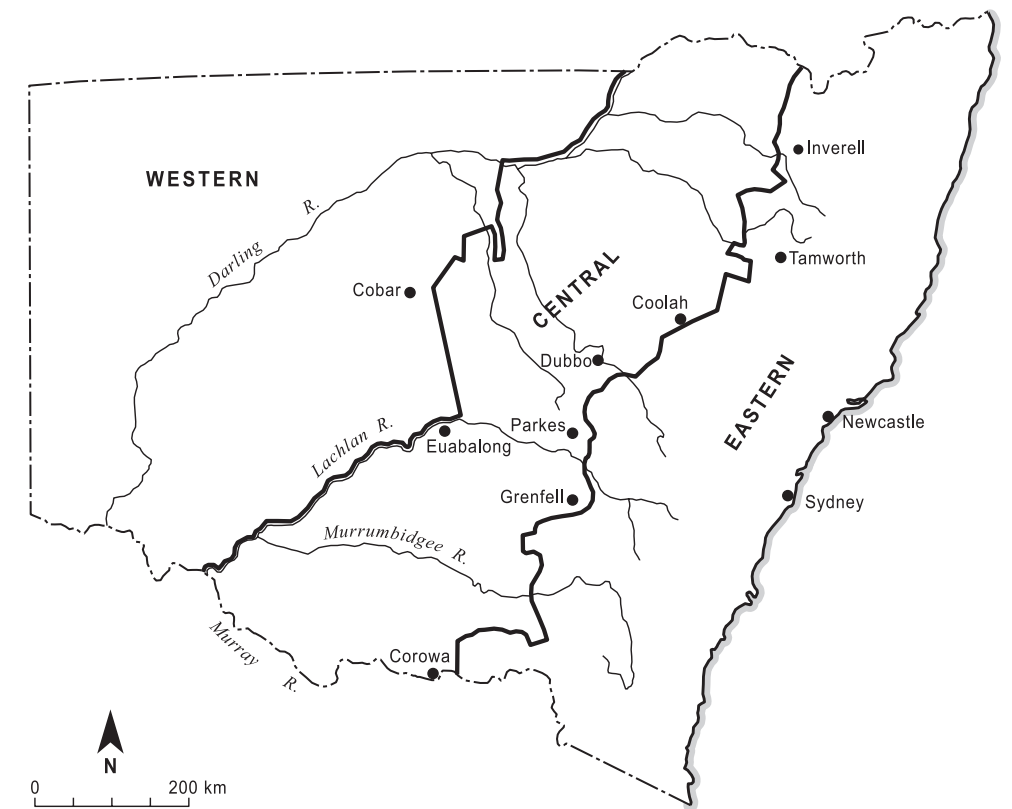 Inverell
WESTERN
Darling R.
Tamworth
CENTRAL
Cobar
Coolah
Dubbo
EASTERN
Newcastle
Parkes
Lachlan R.
Euabalong
Grenfell
Sydney
Murrumbidgee R.
Murray R.
Corowa
N
0 200 km